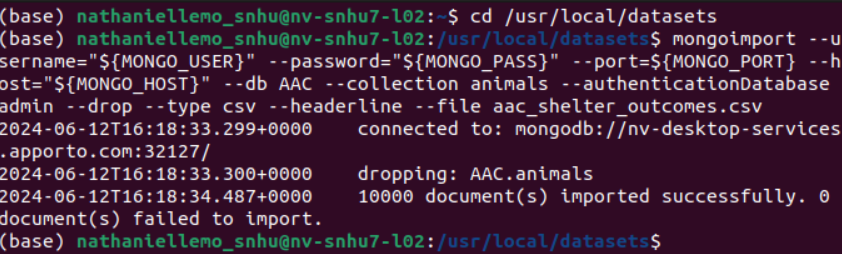 (base) nathaniellemo_snhu@nv-snhu7-l02:~$ cd /usr/local/datasets
(base) nathaniellemo_snhu@nv-snhu7-l02:/usr/local/datasets$ mongoimport --u
sername="${MONGO_USER}" --password="${MONGO_PASS}" --port=${MONGO_PORT} --h
ost="${MONGO_HOST}" --db AAC --collection animals --authenticationDatabase
admin --drop --type csv --headerline --file aac_shelter_outcomes.csv
2024-06-12T16:18:33.299+0000    connected to: mongodb://nv-desktop-services
.apporto.com:32127/
2024-06-12T16:18:33.300+0000    dropping: AAC.animals
2024-06-12T16:18:34.487+0000    10000 document(s) imported successfully. 0
document(s) failed to import.
(base) nathaniellemo_snhu@nv-snhu7-l02:/usr/local/datasets$